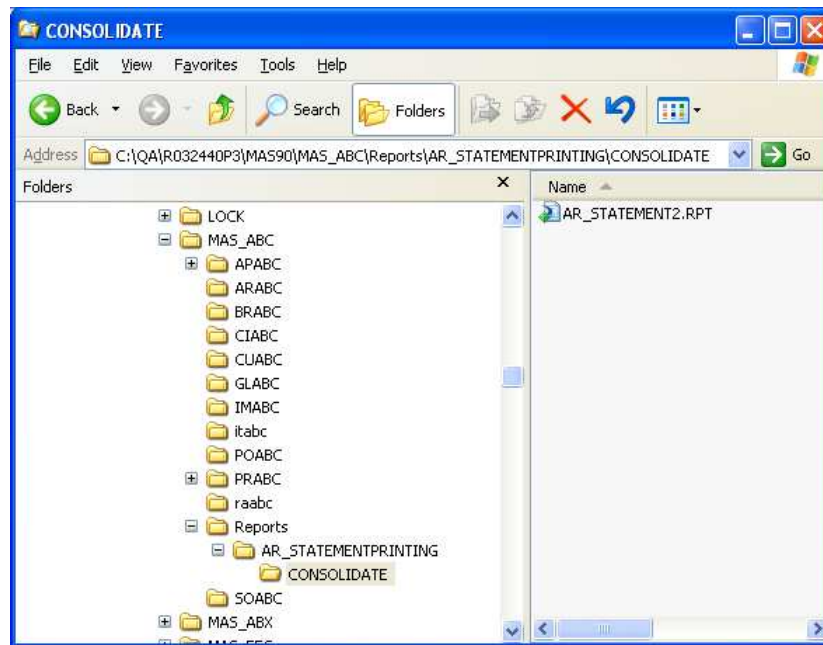 CONSOLIDATE
File Edit View Favorites Tools Help
Back Search Folders
Address C:\QA\R032440P3\MAS90\MAS_ABC\Reports\AR_STATEMENTPRINTING\CONSOLIDATE Go
Folders Name
LOCK AR_STATEMENT2.RPT
MAS_ABC
APABC
ARABC
BRABC
CIABC
CUABC
GLABC
IMABC
itabc
POABC
PRABC
raabc
Reports
AR_STATEMENTPRINTING
CONSOLIDATE
SOABC
MAS_ABX